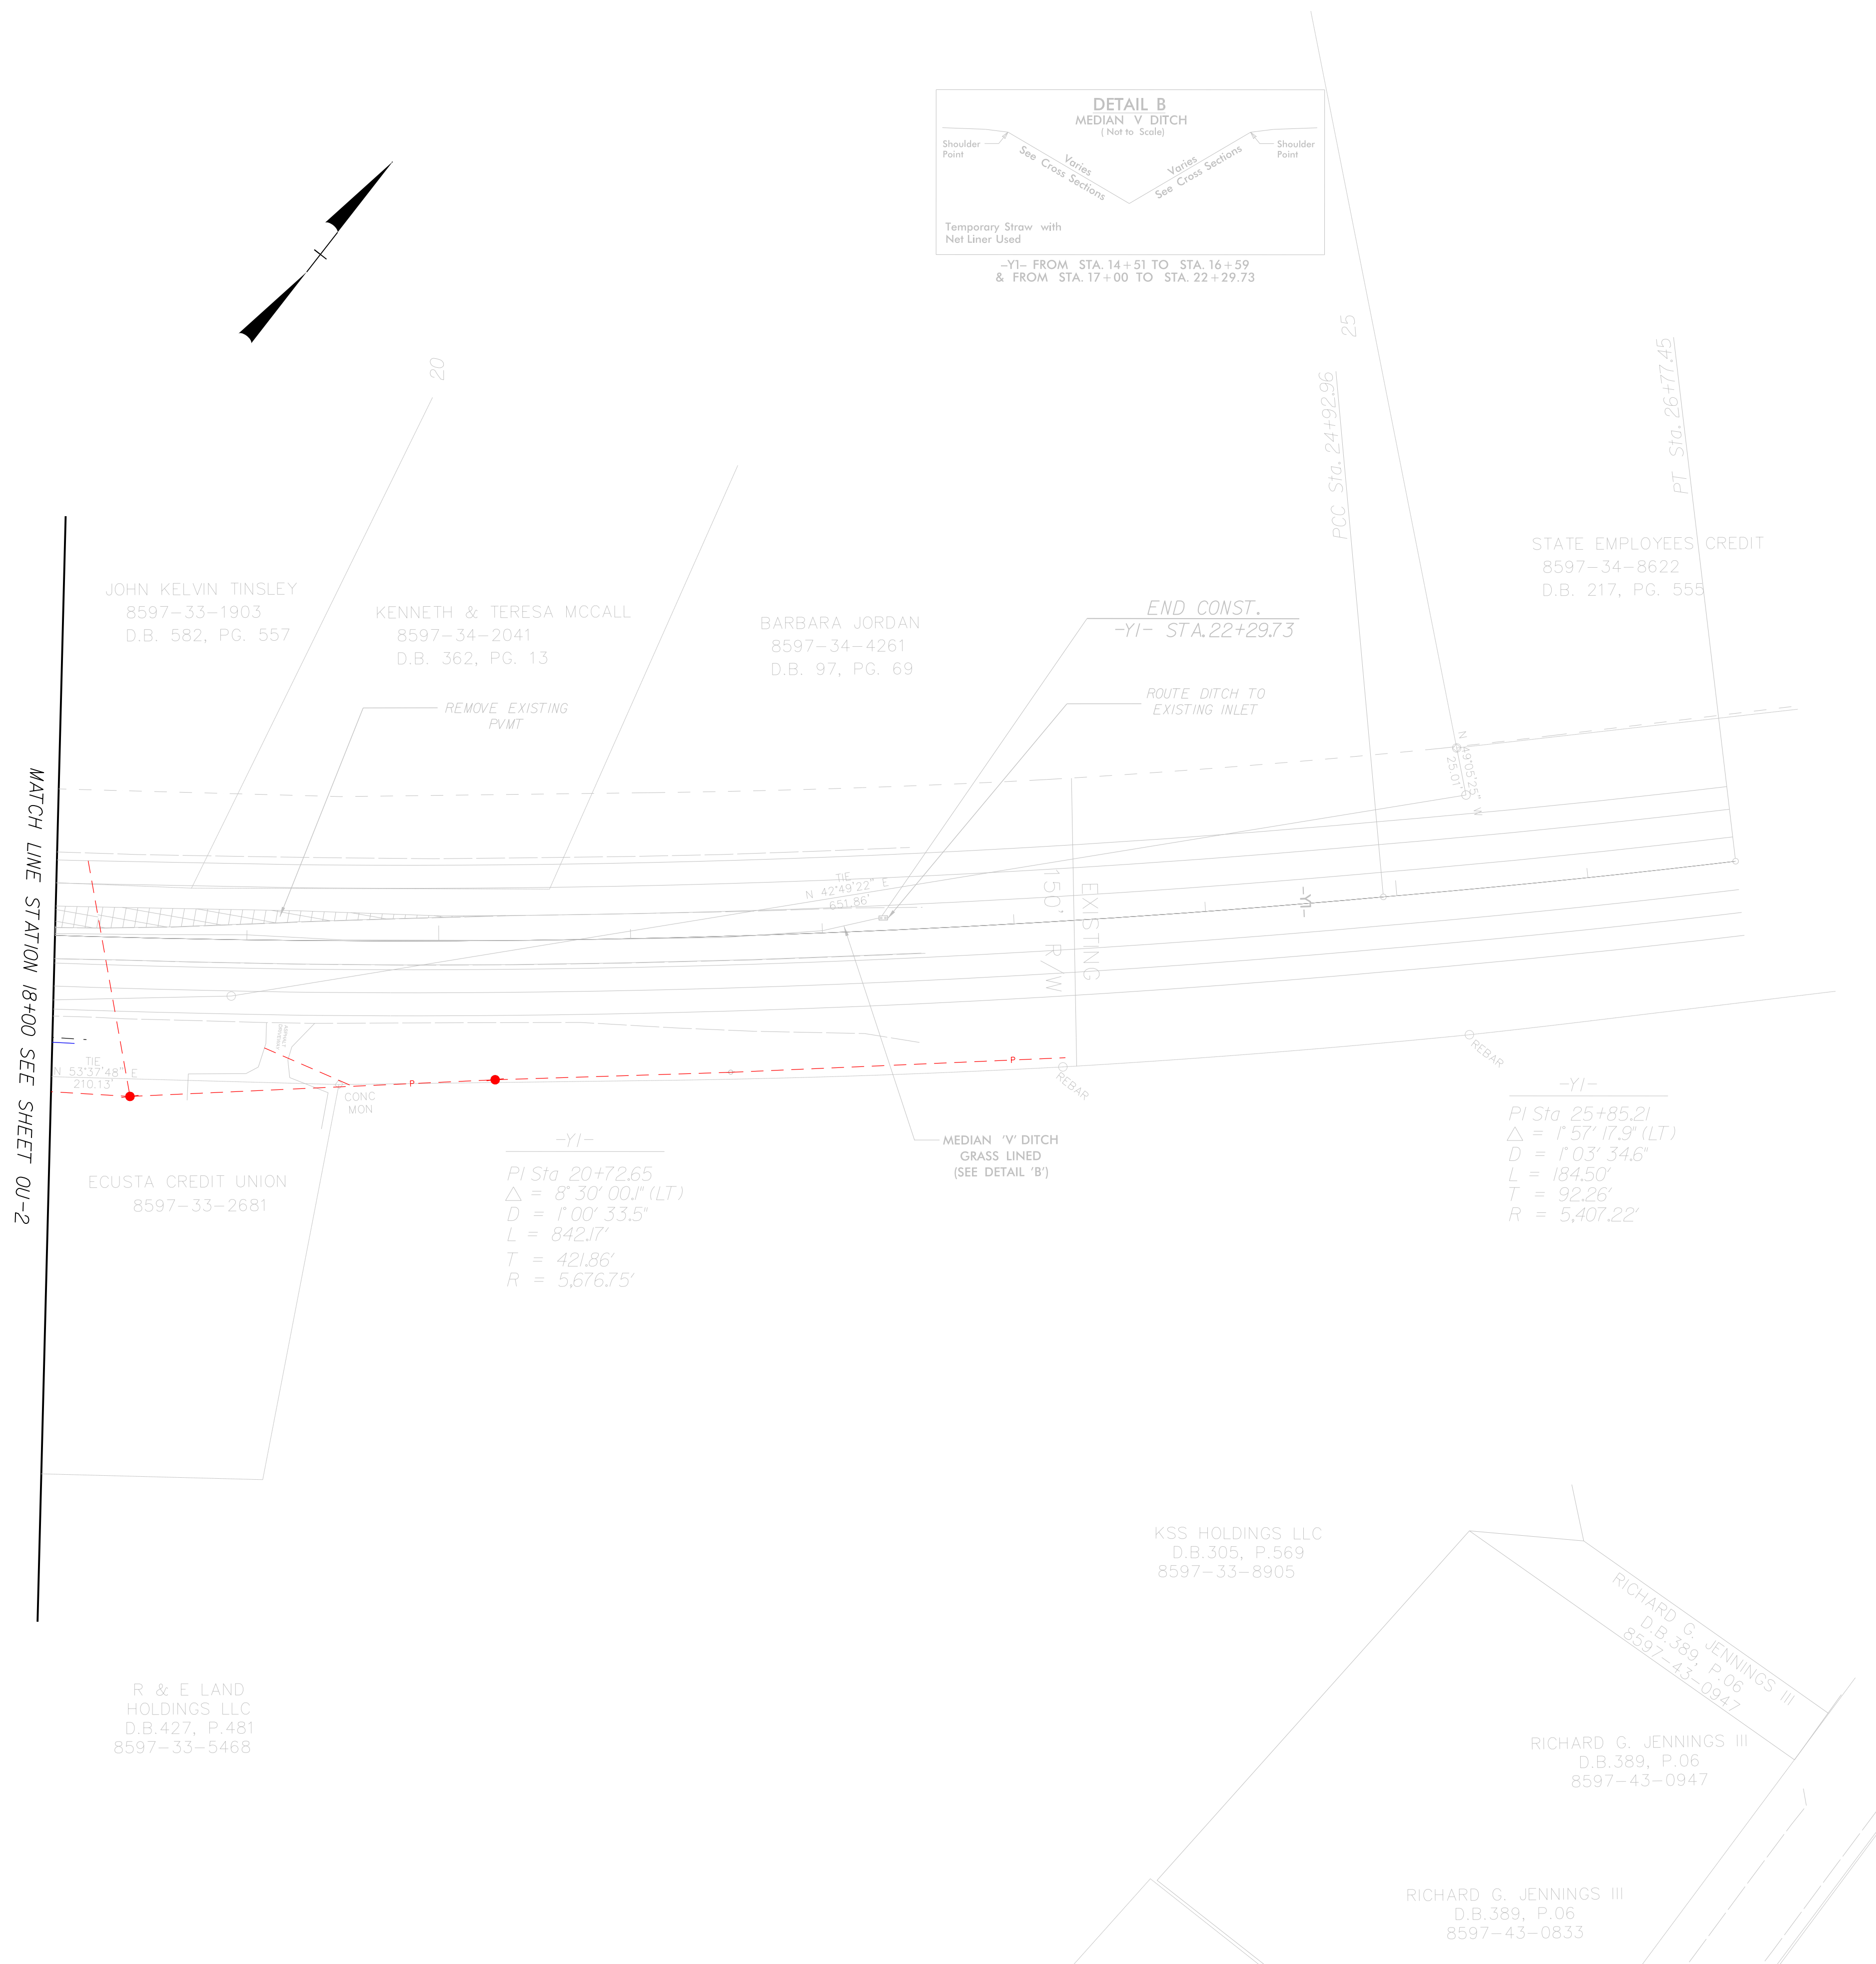 DETAIL B
MEDIAN V DITCH
( Not to Scale)
Shoulder
Point
Varies
See Cross Sections
Varies
See Cross Sections
Shoulder
Point
Temporary Straw with
Net Liner Used
-Y1- FROM STA. 14+51 TO STA. 16+59
& FROM STA. 17+00 TO STA. 22+29.73
20
25
PCC Sta. 24+92.96
PT Sta. 26+77.45
JOHN KELVIN TINSLEY
8597-33-1903
D.B. 582, PG. 557
KENNETH & TERESA MCCALL
8597-34-2041
D.B. 362, PG. 13
BARBARA JORDAN
8597-34-4261
D.B. 97, PG. 69
END CONST.
-Y1- STA.22+29.73
STATE EMPLOYEES CREDIT
8597-34-8622
D.B. 217, PG. 555
REMOVE EXISTING
PVMT
ROUTE DITCH TO
EXISTING INLET
N 49°05'25" W
25.01'
MATCH LINE STATION 18+00 SEE SHEET OU-2
TIE
N 42°49'22" E
651.86'
EXISTING
150' R/W
-Y1-
ASPHALT
DRIVEWAY
TIE
N 53°37'48" E
210.13'
P
P
CONC
MON
REBAR
REBAR
MEDIAN 'V' DITCH
GRASS LINED
(SEE DETAIL 'B')
ECUSTA CREDIT UNION
8597-33-2681
-Y1-
PI Sta 20+72.65
△ = 8° 30' 00.1" (LT)
D = 1° 00' 33.5"
L = 842.17'
T = 421.86'
R = 5,676.75'
-Y1-
PI Sta 25+85.21
△ = 1° 57' 17.9" (LT)
D = 1° 03' 34.6"
L = 184.50'
T = 92.26'
R = 5,407.22'
KSS HOLDINGS LLC
D.B.305, P.569
8597-33-8905
RICHARD G. JENNINGS III
D.B.389, P.06
8597-43-0947
R & E LAND
HOLDINGS LLC
D.B.427, P.481
8597-33-5468
RICHARD G. JENNINGS III
D.B.389, P.06
8597-43-0947
RICHARD G. JENNINGS III
D.B.389, P.06
8597-43-0833